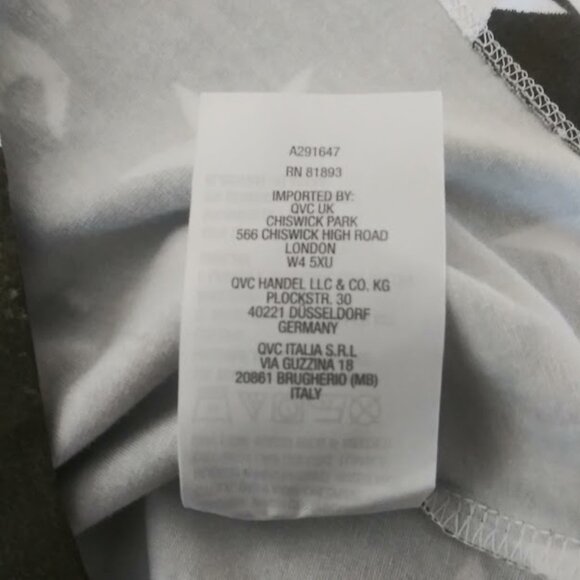 A291647
RN 81893
IMPORTED BY:
QVC UK
CHISWICK PARK
566 CHISWICK HIGH ROAD
LONDON
W4 5XU
QVC HANDEL LLC & CO. KG
PLOCKSTR. 30
40221 DÜSSELDORF
GERMANY
QVC ITALIA S.R.L
VIA GUZZINA 18
20861 BRUGHERIO (MB)
ITALY